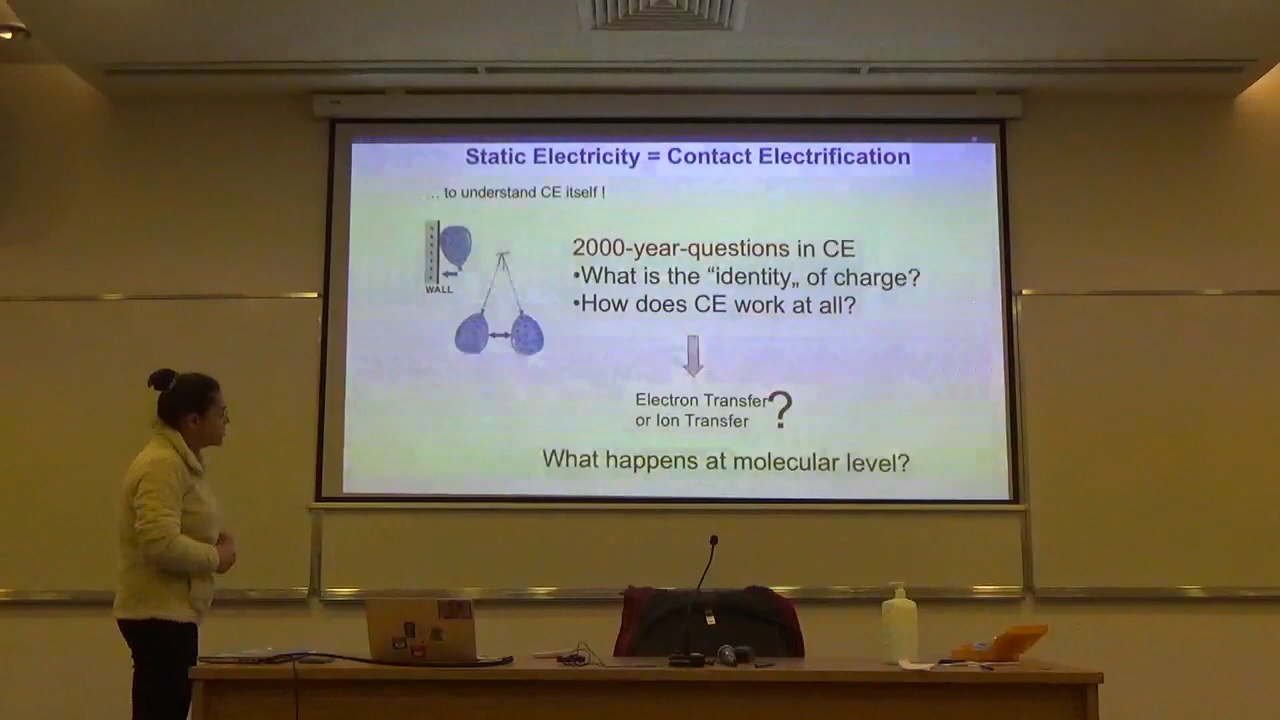 Static Electricity = Contact Electrification
.. to understand CE itself !
2000-year-questions in CE
•What is the “identity„ of charge?
•How does CE work at all?
WALL
Electron Transfer
or Ion Transfer ?
What happens at molecular level?